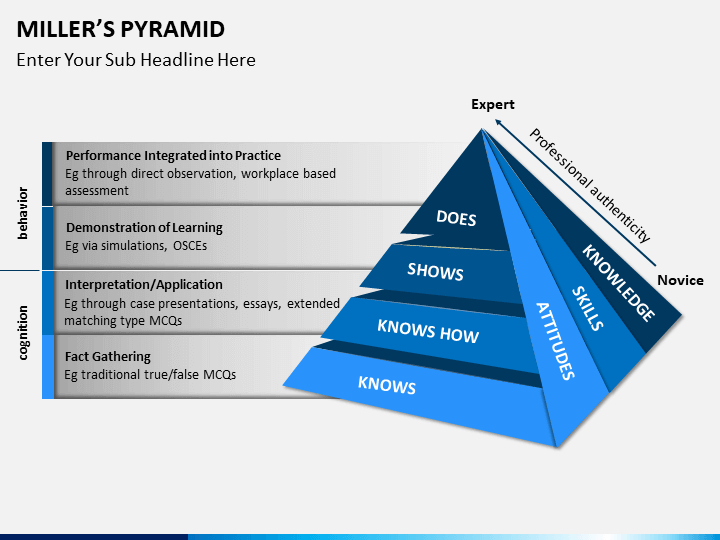 MILLER'S PYRAMID
Enter Your Sub Headline Here
Expert
Professional authenticity
Novice
behavior
cognition
Performance Integrated into Practice
Eg through direct observation, workplace based
assessment
Demonstration of Learning
Eg via simulations, OSCEs
Interpretation/Application
Eg through case presentations, essays, extended
matching type MCQs
Fact Gathering
Eg traditional true/false MCQs
DOES
SHOWS
KNOWS HOW
KNOWS
ATTITUDES
SKILLS
KNOWLEDGE